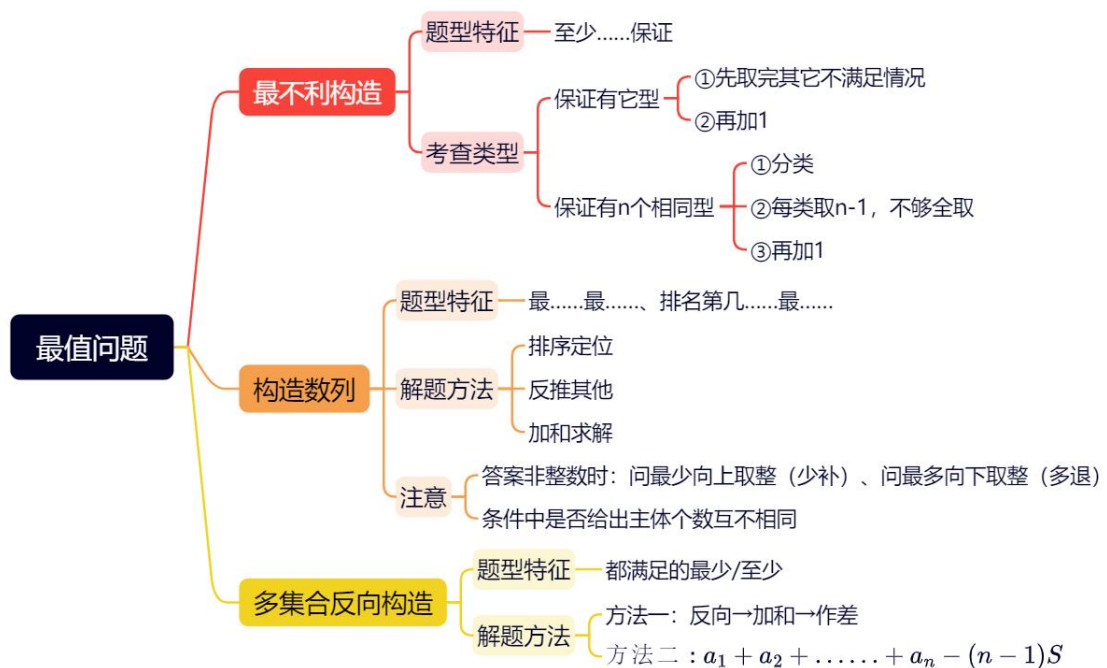 最值问题
最不利构造
题型特征
至少……保证
考查类型
保证有它型
①先取完其它不满足情况
②再加1
保证有n个相同型
①分类
②每类取n-1，不够全取
③再加1
构造数列
题型特征
最……最……、排名第几……最……
解题方法
排序定位
反推其他
加和求解
注意
答案非整数时：问最少向上取整（少补）、问最多向下取整（多退）
条件中是否给出主体个数互不相同
多集合反向构造
题型特征
都满足的最少/至少
解题方法
方法一：反向→加和→作差
方法二：$a_1 + a_2 + \ldots\ldots + a_n - (n-1)S$